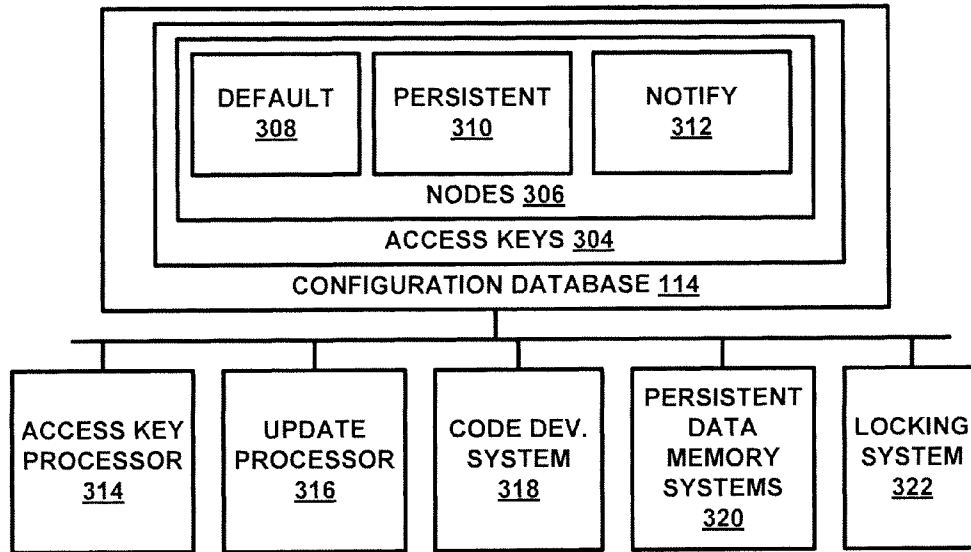 DEFAULT
308
PERSISTENT
310
NOTIFY
312
NODES 306
ACCESS KEYS 304
CONFIGURATION DATABASE 114
ACCESS KEY
PROCESSOR
314
UPDATE
PROCESSOR
316
CODE DEV.
SYSTEM
318
PERSISTENT
DATA
MEMORY
SYSTEMS
320
LOCKING
SYSTEM
322